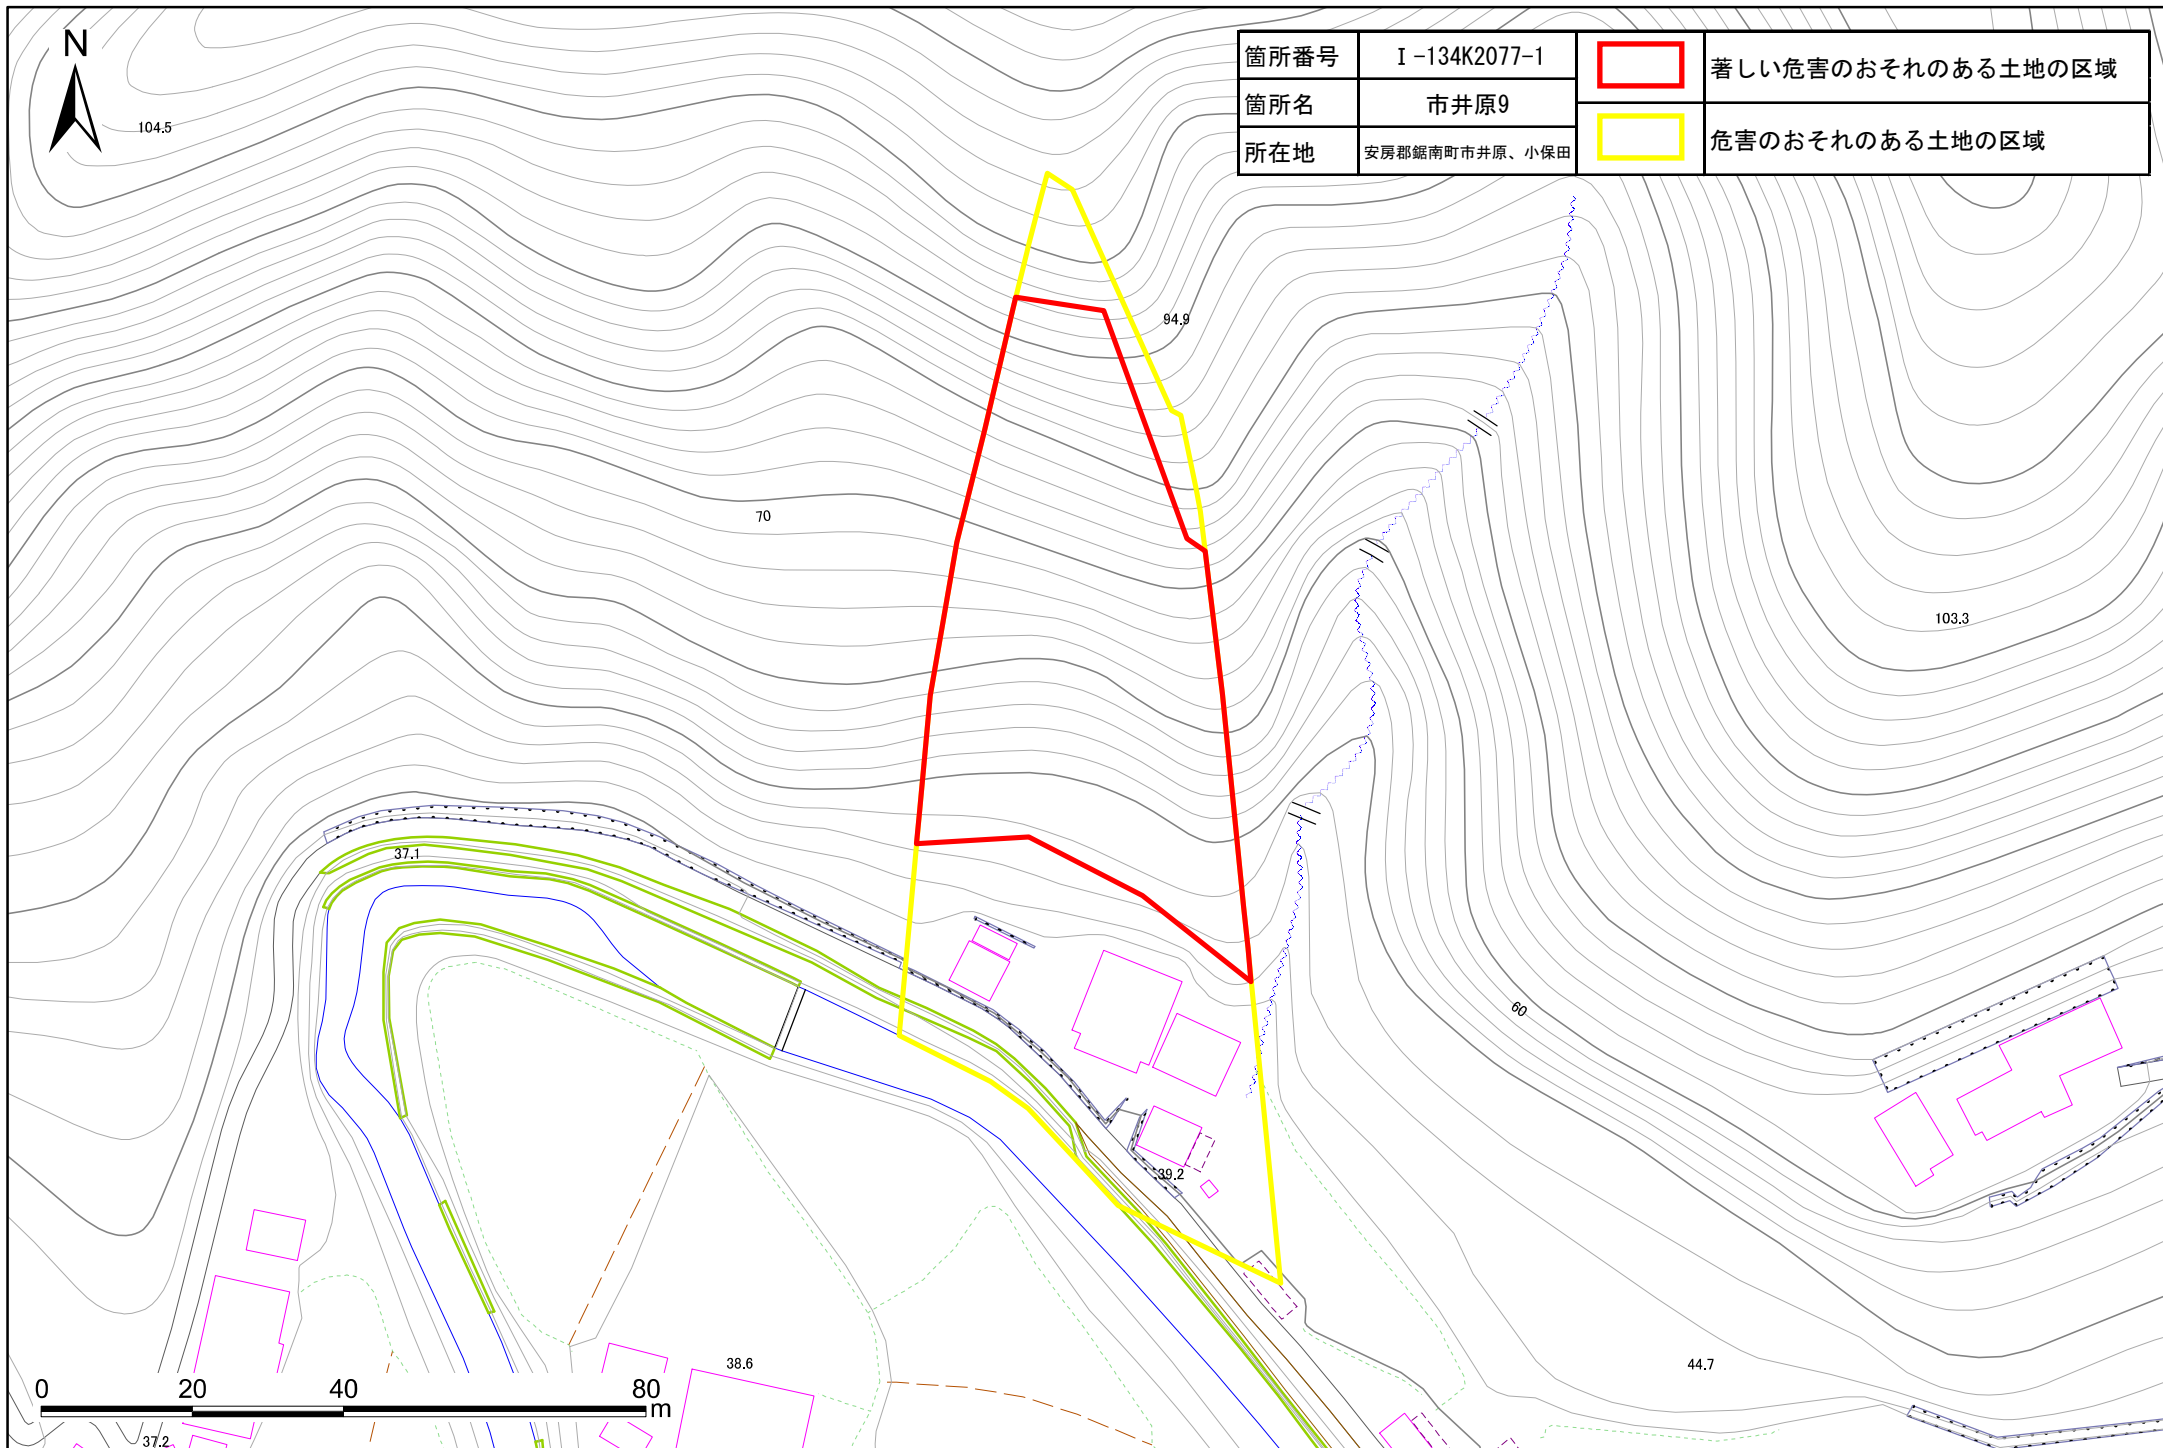 N
箇所番号 Ⅰ-134K2077-1 著しい危害のおそれのある土地の区域
箇所名 市井原9
所在地 安房郡鋸南町市井原、小保田 危害のおそれのある土地の区域
104.5
94.9
70
103.3
37.1
60
39.2
38.6
44.7
0 20 40 80
m
37.2